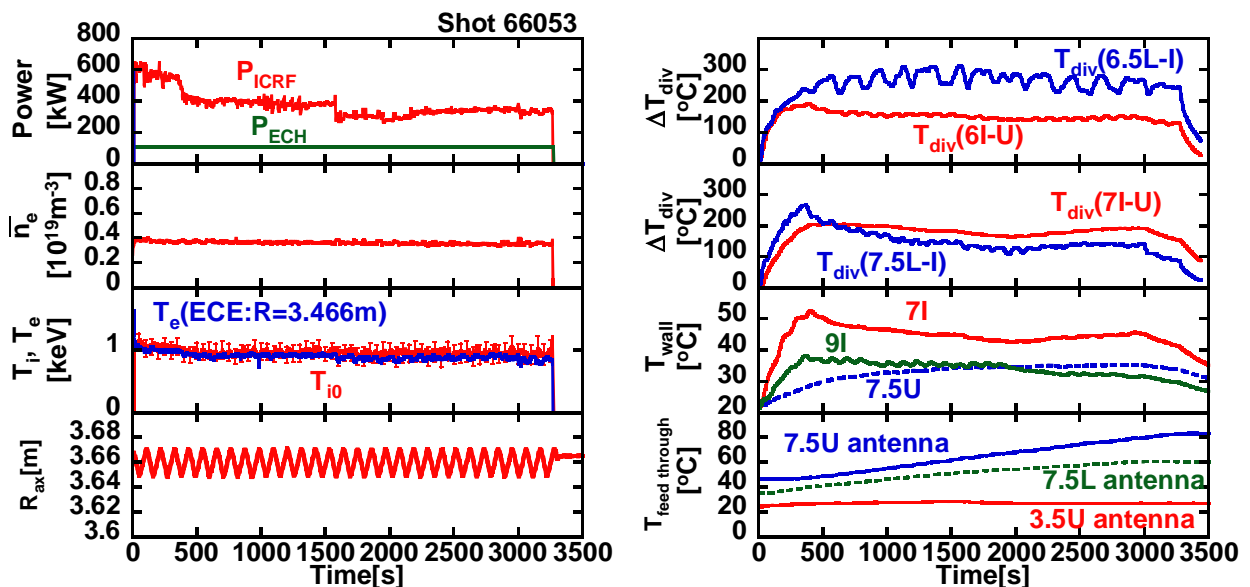 Shot 66053
Power [kW]
800
600
400
200
0
P_ICRF
P_ECH
n̅_e [10^19m^-3]
0.8
0.6
0.4
0.2
0
T_i, T_e [keV]
1
0
T_e(ECE:R=3.466m)
T_i0
R_ax[m]
3.68
3.66
3.64
3.62
3.6
0 500 1000 1500 2000 2500 3000 3500
Time[s]
ΔT_div [°C]
300
200
100
0
T_div(6.5L-I)
T_div(6I-U)
ΔT_div [°C]
300
200
100
0
T_div(7I-U)
T_div(7.5L-I)
T_wall [°C]
50
40
30
20
7I
9I
7.5U
T_feed through [°C]
80
60
40
20
0
7.5U antenna
7.5L antenna
3.5U antenna
0 500 1000 1500 2000 2500 3000 3500
Time[s]